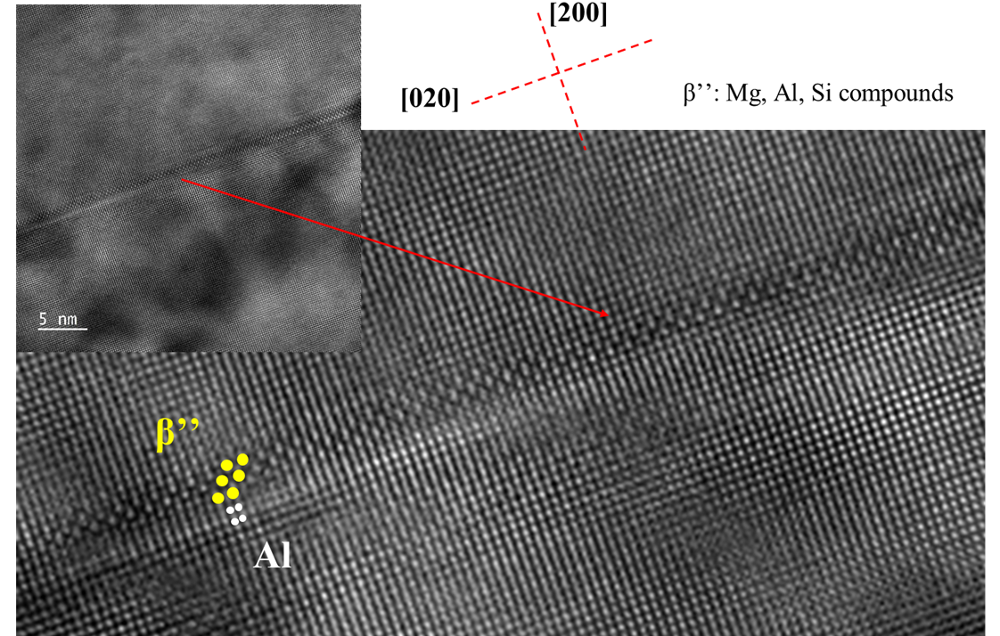 [200]
[020]
β’’: Mg, Al, Si compounds
5 nm
β’’
Al